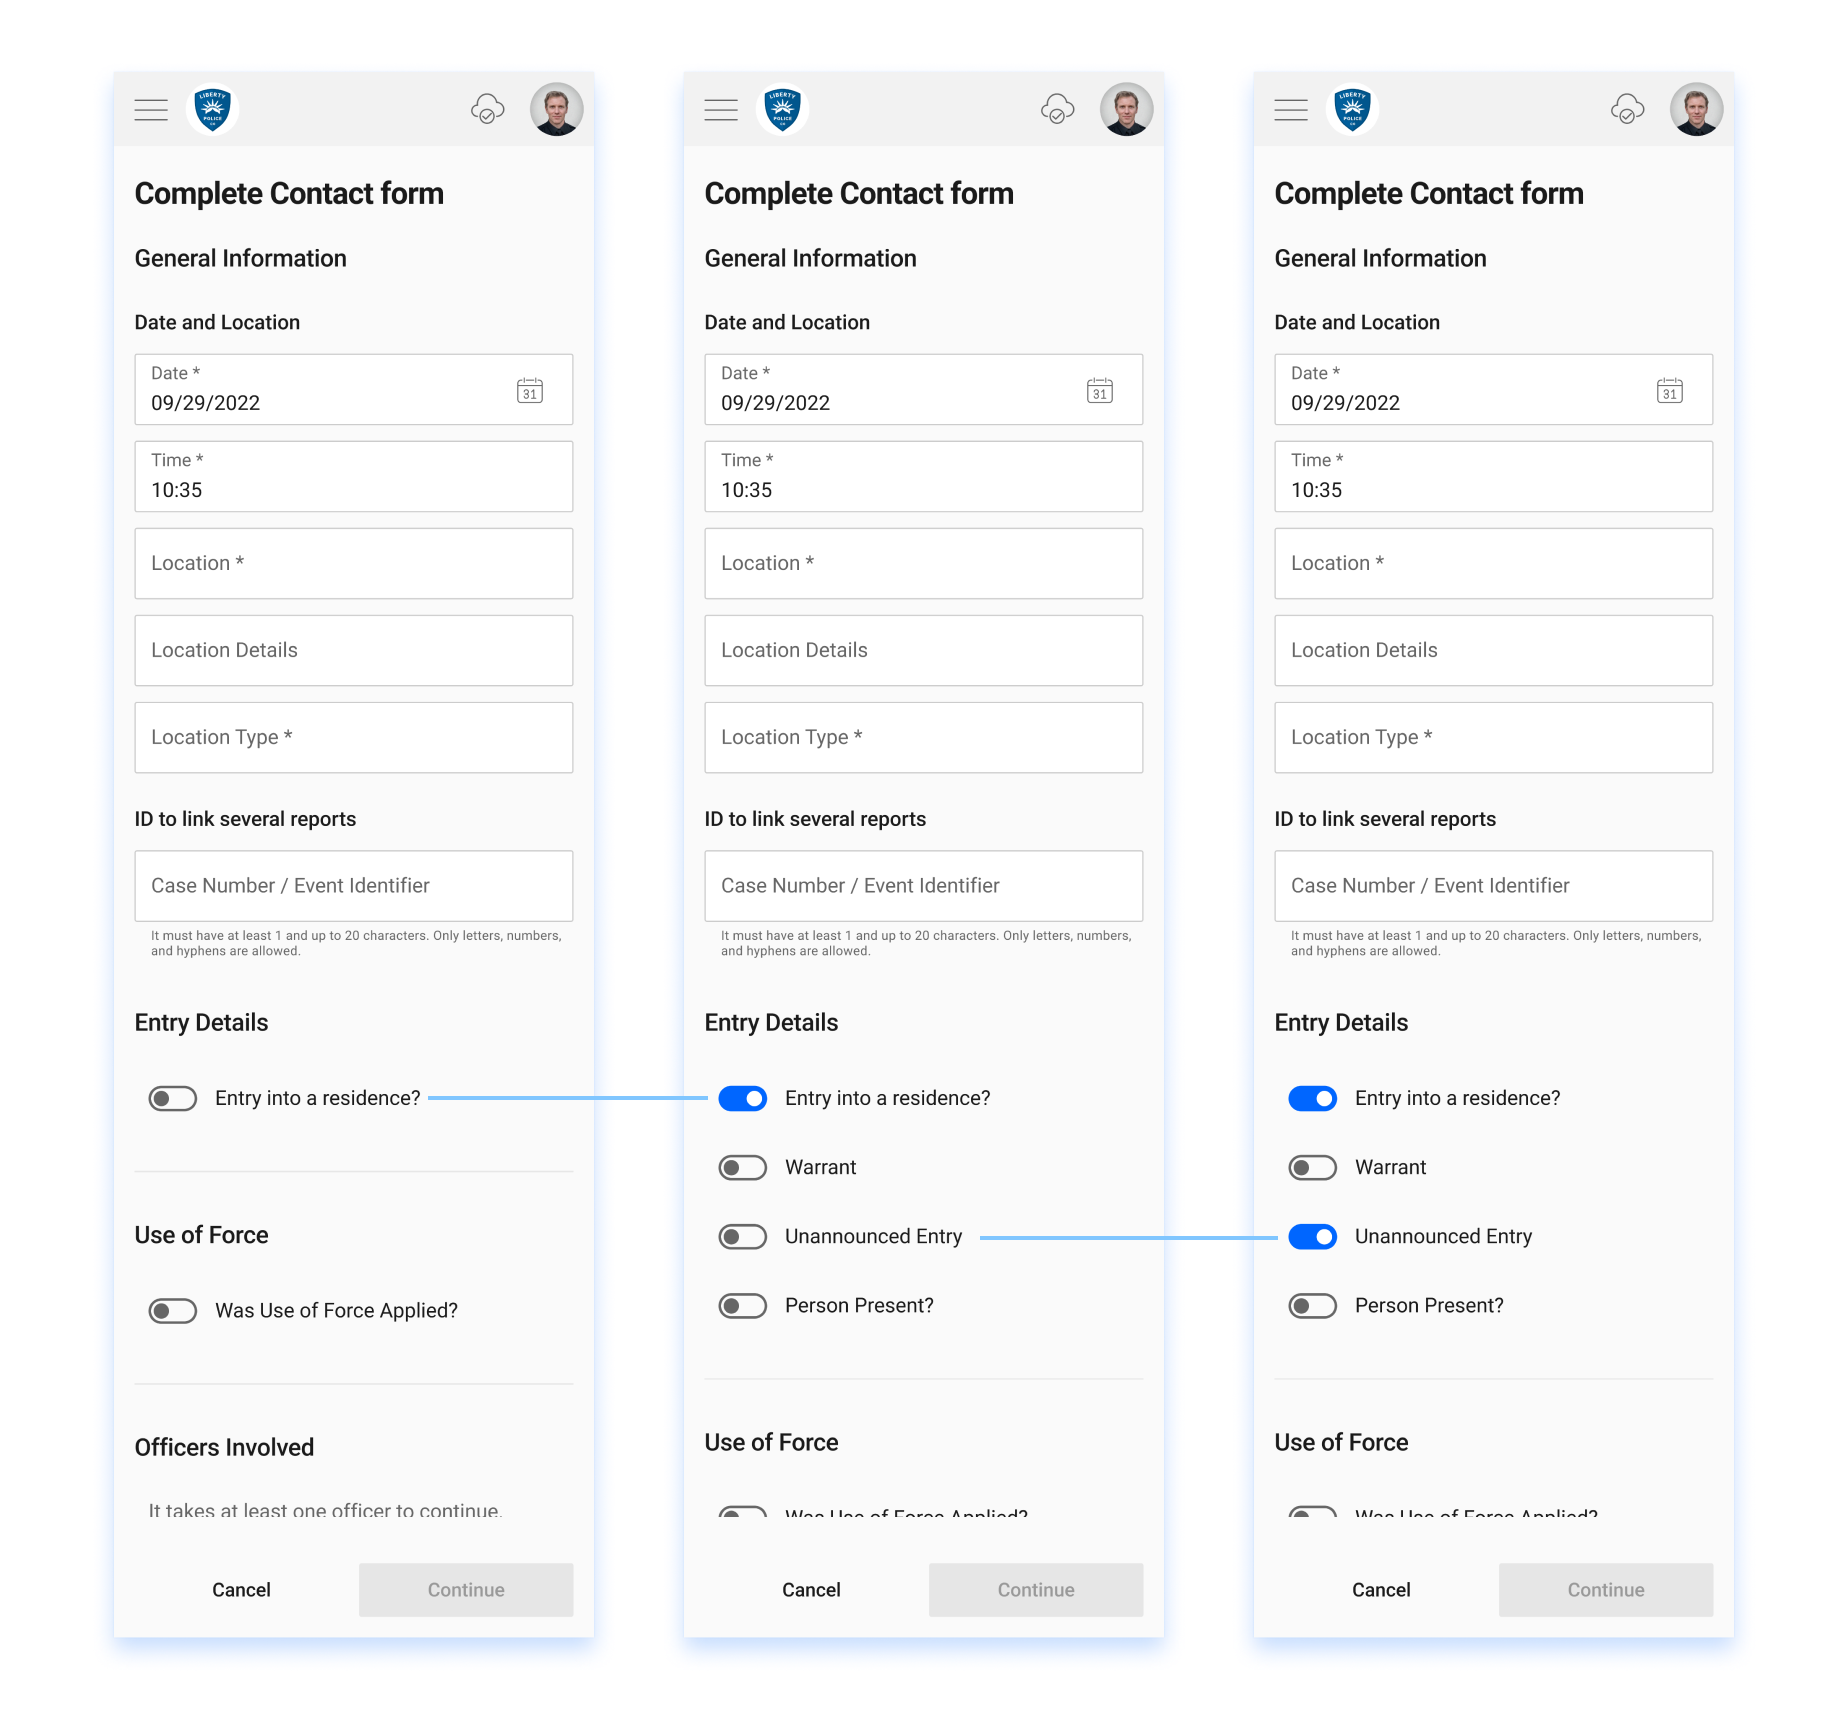 LIBERTY
POLICE
Complete Contact form
General Information
Date and Location
Date *
09/29/2022
31
Time *
10:35
Location *
Location Details
Location Type *
ID to link several reports
Case Number / Event Identifier
It must have at least 1 and up to 20 characters. Only letters, numbers,
and hyphens are allowed.
Entry Details
Entry into a residence?
Use of Force
Was Use of Force Applied?
Officers Involved
It takes at least one officer to continue.
Cancel
Continue
LIBERTY
POLICE
Complete Contact form
General Information
Date and Location
Date *
09/29/2022
31
Time *
10:35
Location *
Location Details
Location Type *
ID to link several reports
Case Number / Event Identifier
It must have at least 1 and up to 20 characters. Only letters, numbers,
and hyphens are allowed.
Entry Details
Entry into a residence?
Warrant
Unannounced Entry
Person Present?
Use of Force
Was Use of Force Applied?
Cancel
Continue
LIBERTY
POLICE
Complete Contact form
General Information
Date and Location
Date *
09/29/2022
31
Time *
10:35
Location *
Location Details
Location Type *
ID to link several reports
Case Number / Event Identifier
It must have at least 1 and up to 20 characters. Only letters, numbers,
and hyphens are allowed.
Entry Details
Entry into a residence?
Warrant
Unannounced Entry
Person Present?
Use of Force
Was Use of Force Applied?
Cancel
Continue